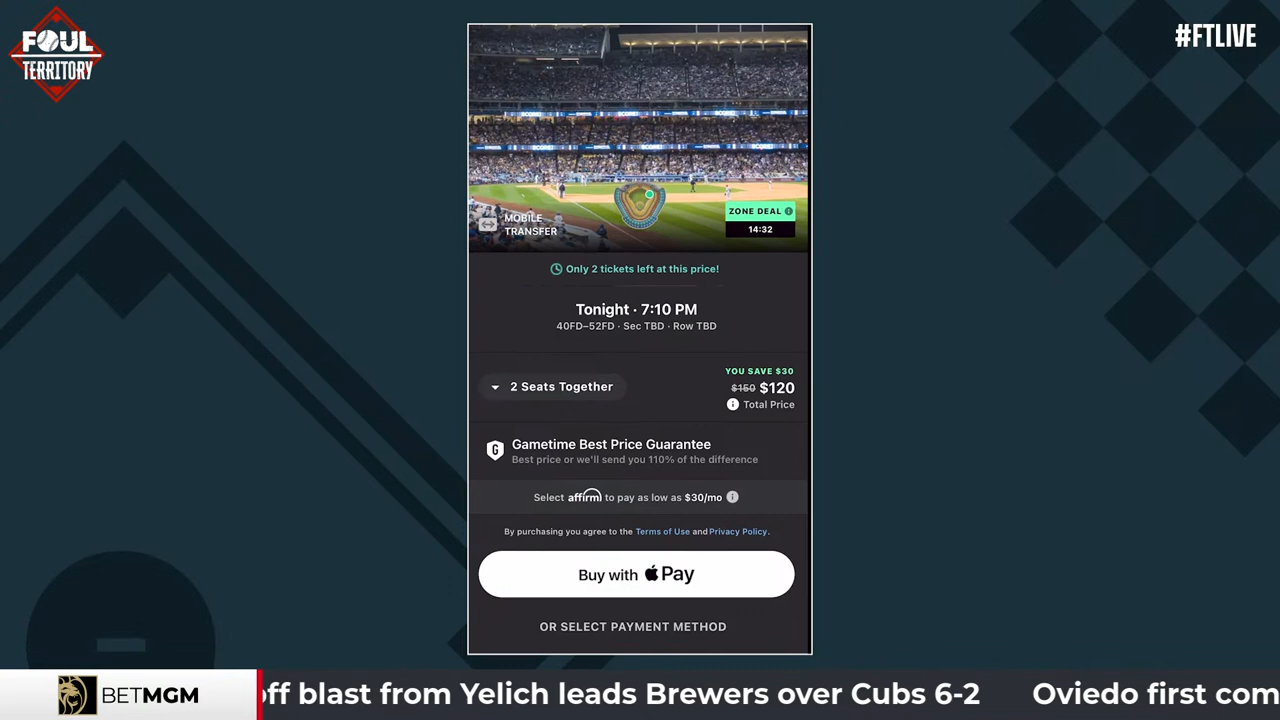 FOUL
TERRITORY
#FTLIVE
MOBILE
TRANSFER
ZONE DEAL
14:32
Only 2 tickets left at this price!
Tonight · 7:10 PM
40FD–52FD · Sec TBD · Row TBD
2 Seats Together
YOU SAVE $30
$150 $120
Total Price
G
Gametime Best Price Guarantee
Best price or we'll send you 110% of the difference
Select affirm to pay as low as $30/mo
By purchasing you agree to the Terms of Use and Privacy Policy.
Buy with Pay
OR SELECT PAYMENT METHOD
BETMGM
off blast from Yelich leads Brewers over Cubs 6-2 Oviedo first com